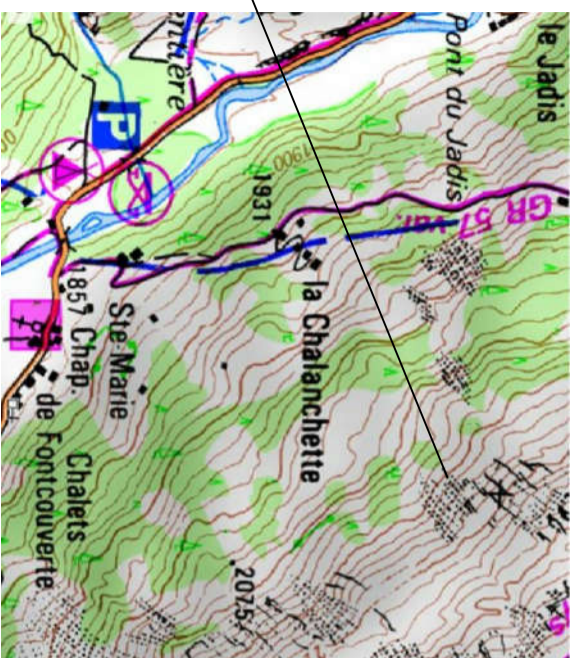 le Jadis
Pont du Jadis
GR 57 var.
1900
1931
la Chalanchette
1857 Chap.
Ste Marie
Chalets
de Fontcouverte
2075
P